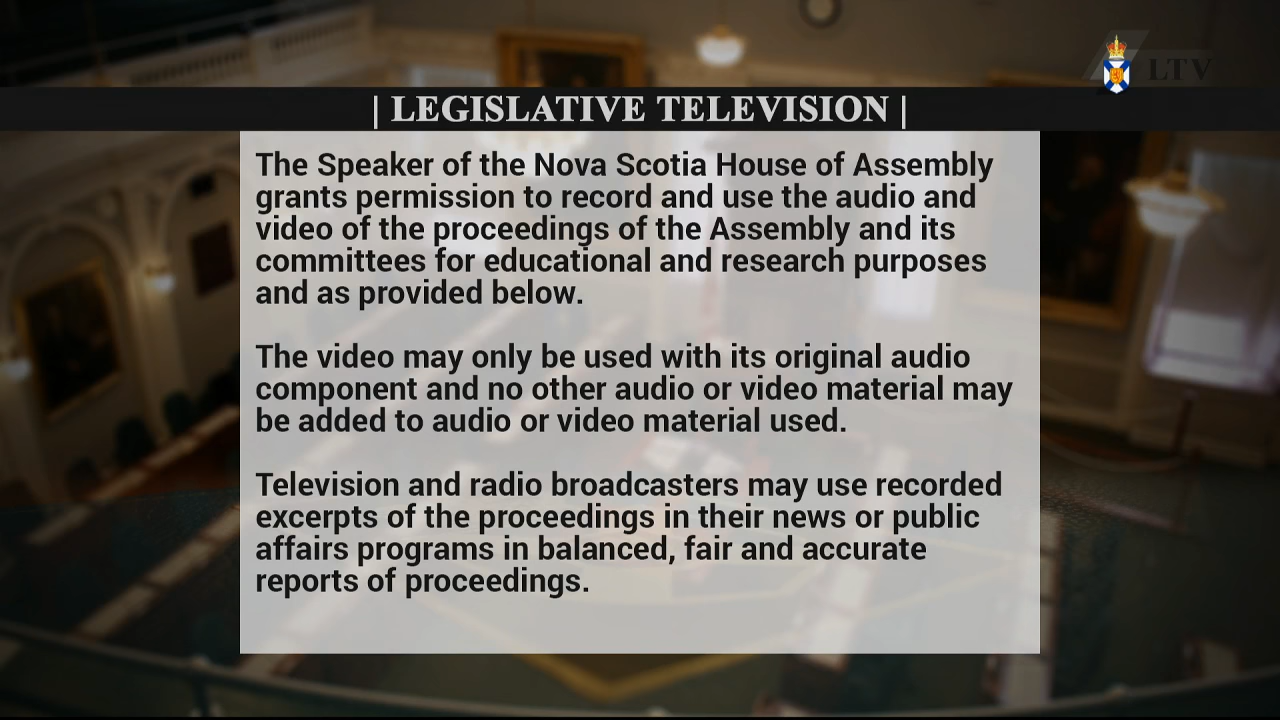 LTV
| LEGISLATIVE TELEVISION |
The Speaker of the Nova Scotia House of Assembly
grants permission to record and use the audio and
video of the proceedings of the Assembly and its
committees for educational and research purposes
and as provided below.
The video may only be used with its original audio
component and no other audio or video material may
be added to audio or video material used.
Television and radio broadcasters may use recorded
excerpts of the proceedings in their news or public
affairs programs in balanced, fair and accurate
reports of proceedings.